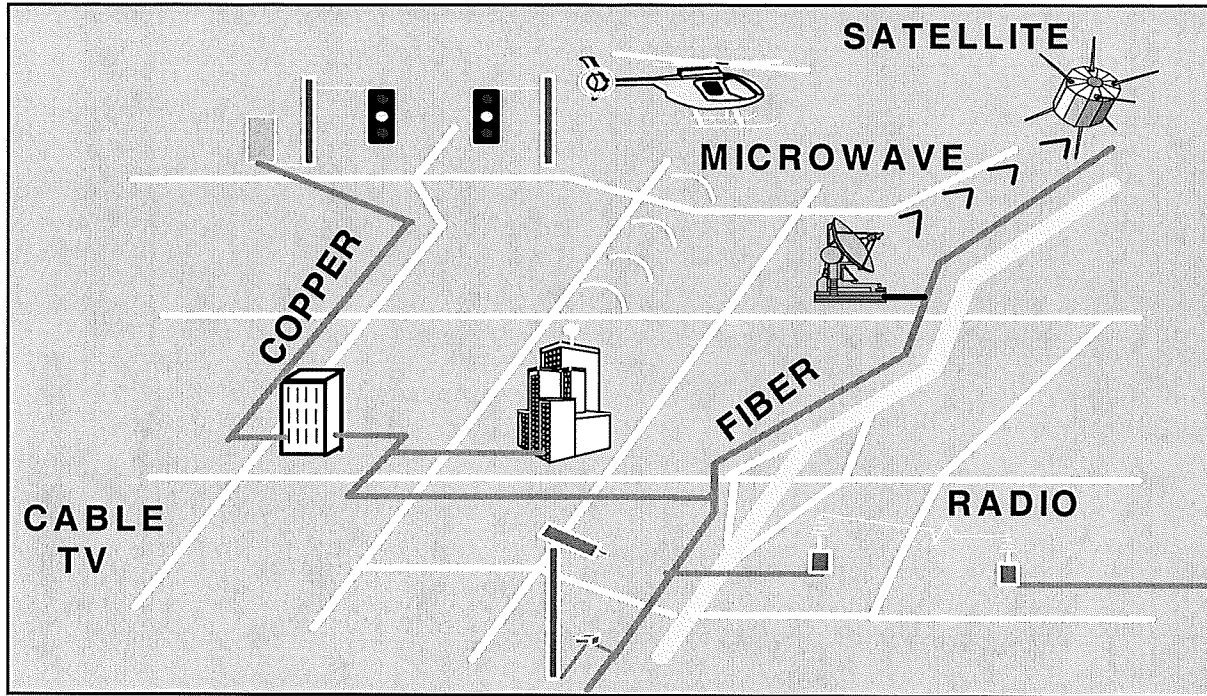 SATELLITE
MICROWAVE
COPPER
FIBER
CABLE
TV
RADIO